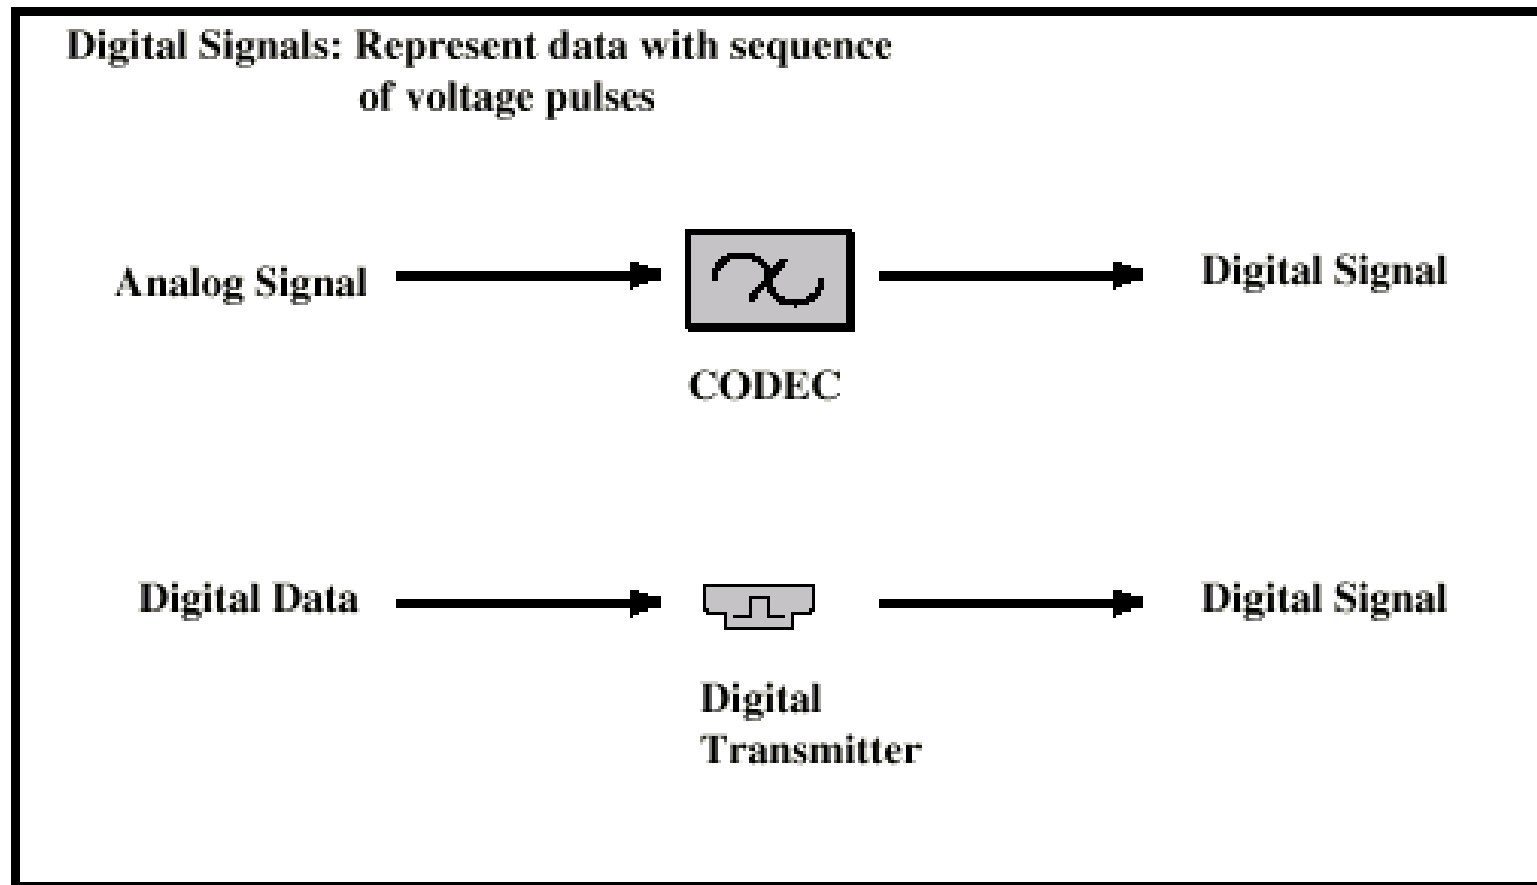 Digital Signals: Represent data with sequence
of voltage pulses
Analog Signal
Digital Signal
CODEC
Digital Data
Digital Signal
Digital
Transmitter